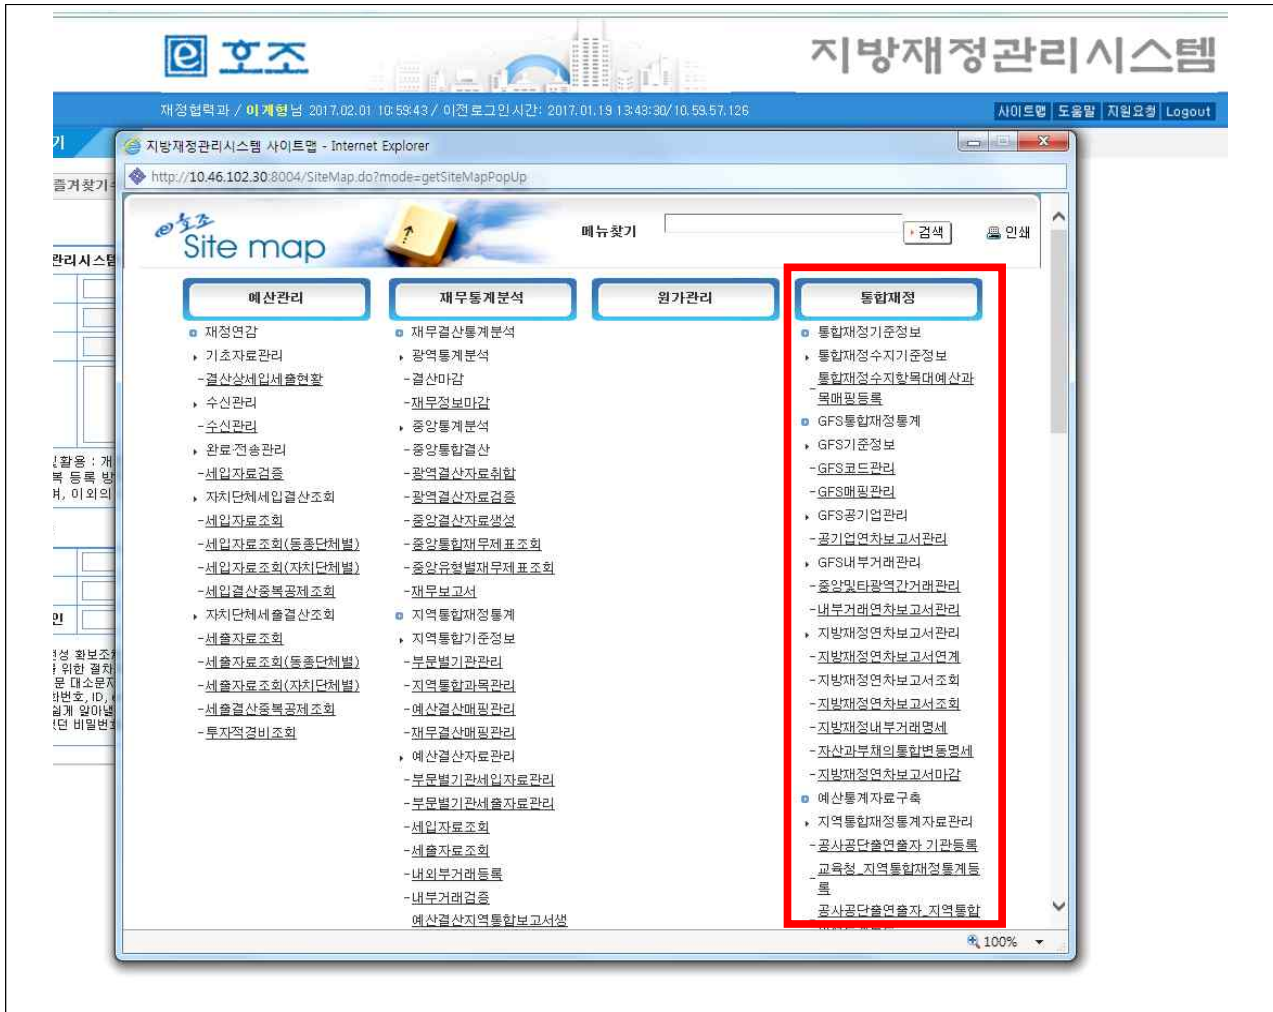 e 호조
지방재정관리시스템
재정협력과 / 이계형님 2017.02.01 10:59:43 / 이전로그인시간: 2017.01.19 13:43:30/10.59.57.126
사이트맵 도움말 지원요청 Logout
지방재정관리시스템 사이트맵 - Internet Explorer
http://10.46.102.30:8004/SiteMap.do?mode=getSiteMapPopUp
즐겨찾기
e호조
Site map
메뉴찾기
검색
인쇄
관리시스템
예산관리
재정연감
기초자료관리
-결산상세입세출현황
수신관리
-수신관리
완료·전송관리
-세입자료검증
자치단체세입결산조회
-세입자료조회
-세입자료조회(동종단체별)
-세입자료조회(자치단체별)
-세입결산중복공제조회
자치단체세출결산조회
-세출자료조회
-세출자료조회(동종단체별)
-세출자료조회(자치단체별)
-세출결산중복공제조회
-투자적경비조회
재무통계분석
재무결산통계분석
광역통계분석
-결산마감
-재무정보마감
중앙통계분석
-중앙통합결산
-광역결산자료취합
-광역결산자료검증
-중앙결산자료생성
-중앙통합재무제표조회
-중앙유형별재무제표조회
-재무보고서
지역통합재정통계
지역통합기준정보
-부문별기관관리
-지역통합과목관리
-예산결산매핑관리
-재무결산매핑관리
예산결산자료관리
-부문별기관세입자료관리
-부문별기관세출자료관리
-세입자료조회
-세출자료조회
-내외부거래등록
-내부거래검증
예산결산지역통합보고서생
원가관리
통합재정
통합재정기준정보
통합재정수지기준정보
-통합재정수지항목대예산과
목매핑등록
GFS통합재정통계
GFS기준정보
-GFS코드관리
-GFS매핑관리
GFS공기업관리
-공기업연차보고서관리
GFS내부거래관리
-중앙및타광역간거래관리
-내부거래연차보고서관리
지방재정연차보고서관리
-지방재정연차보고서연계
-지방재정연차보고서조회
-지방재정연차보고서조회
-지방재정내부거래명세
-자산과부채의통합변동명세
-지방재정연차보고서마감
예산통계자료구축
지역통합재정통계자료관리
-공사공단출연출자 기관등록
-교육청_지역통합재정통계등
록
공사공단출연출자_지역통합
100%